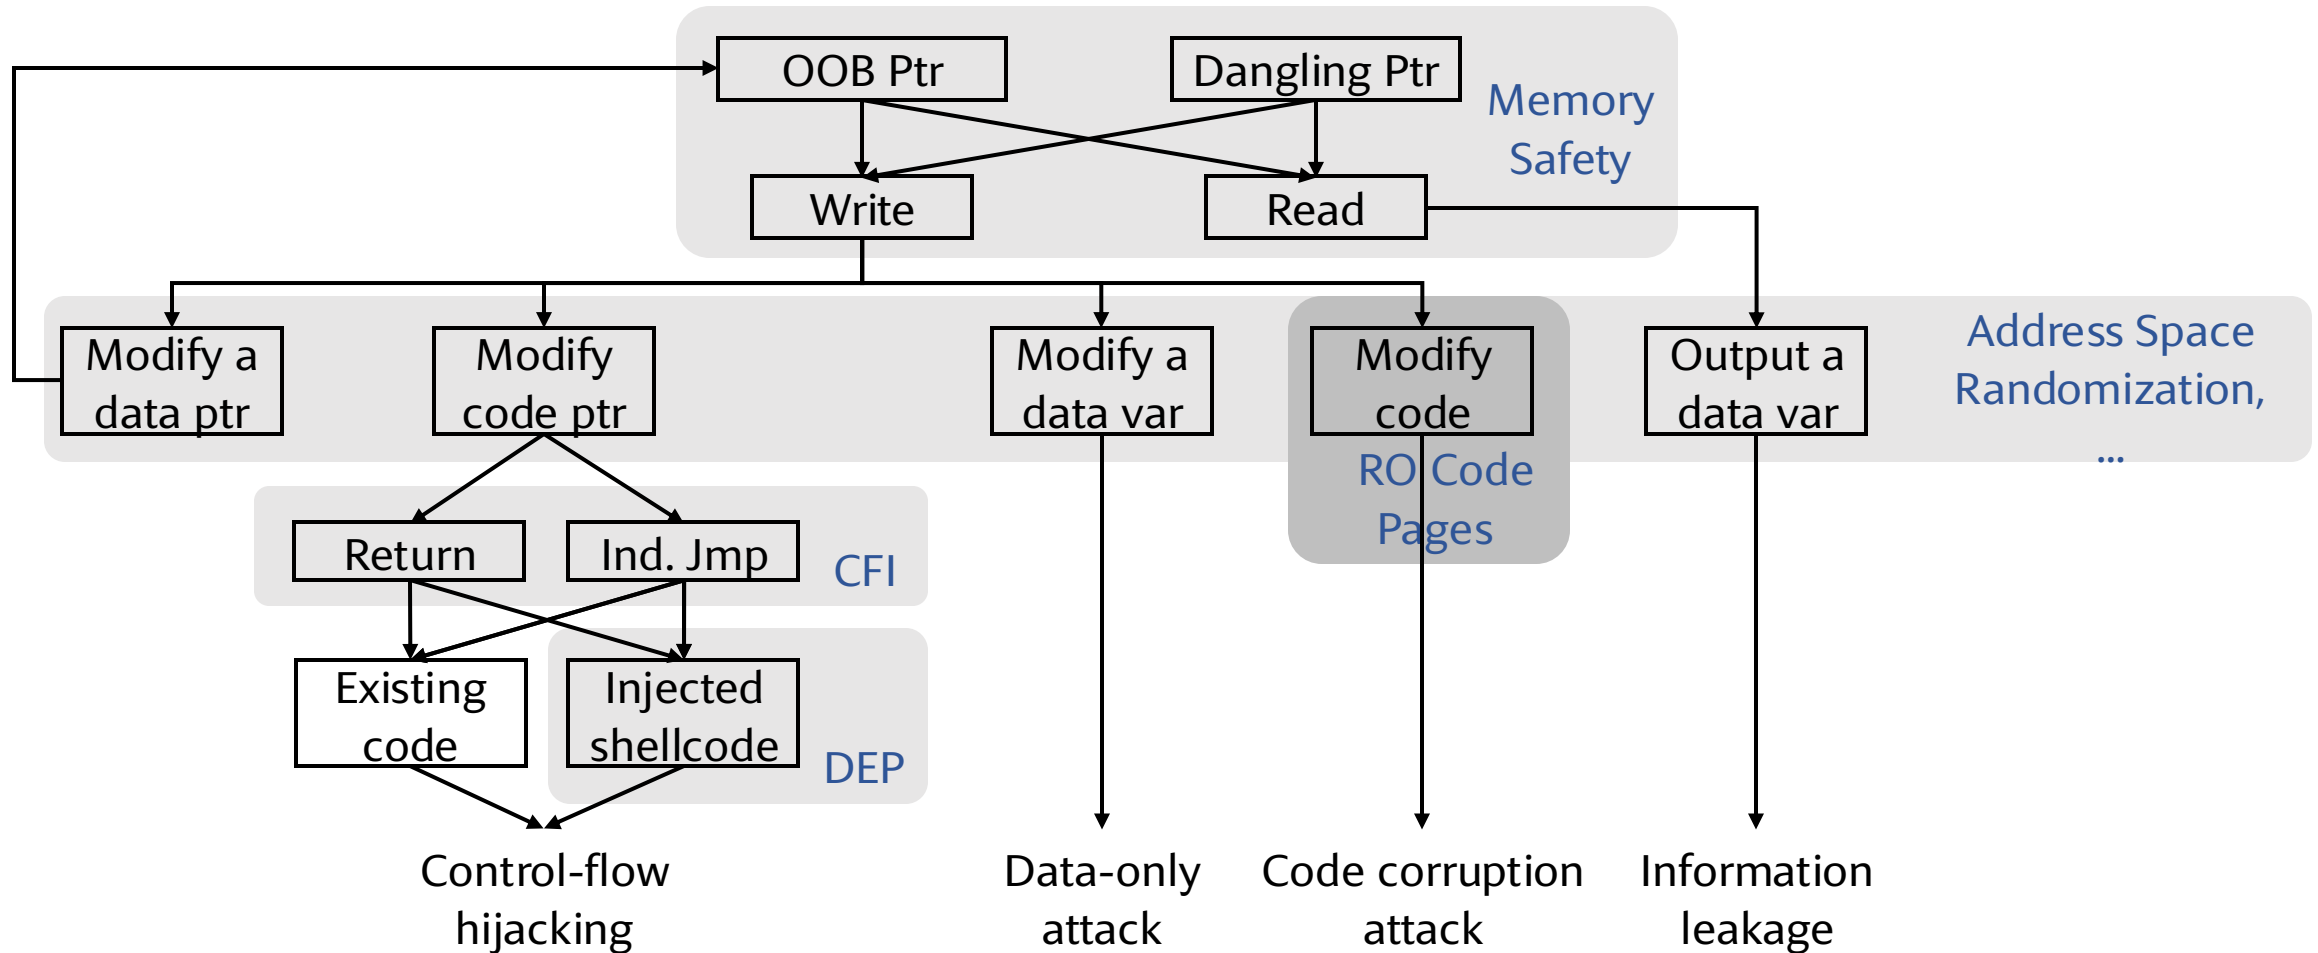 OOB Ptr
Dangling Ptr
Memory
Safety
Write
Read
Modify a
data ptr
Modify
code ptr
Modify a
data var
Modify
code
Output a
data var
Address Space
Randomization,
...
RO Code
Pages
Return
Ind. Jmp
CFI
Existing
code
Injected
shellcode
DEP
Control-flow
hijacking
Data-only
attack
Code corruption
attack
Information
leakage